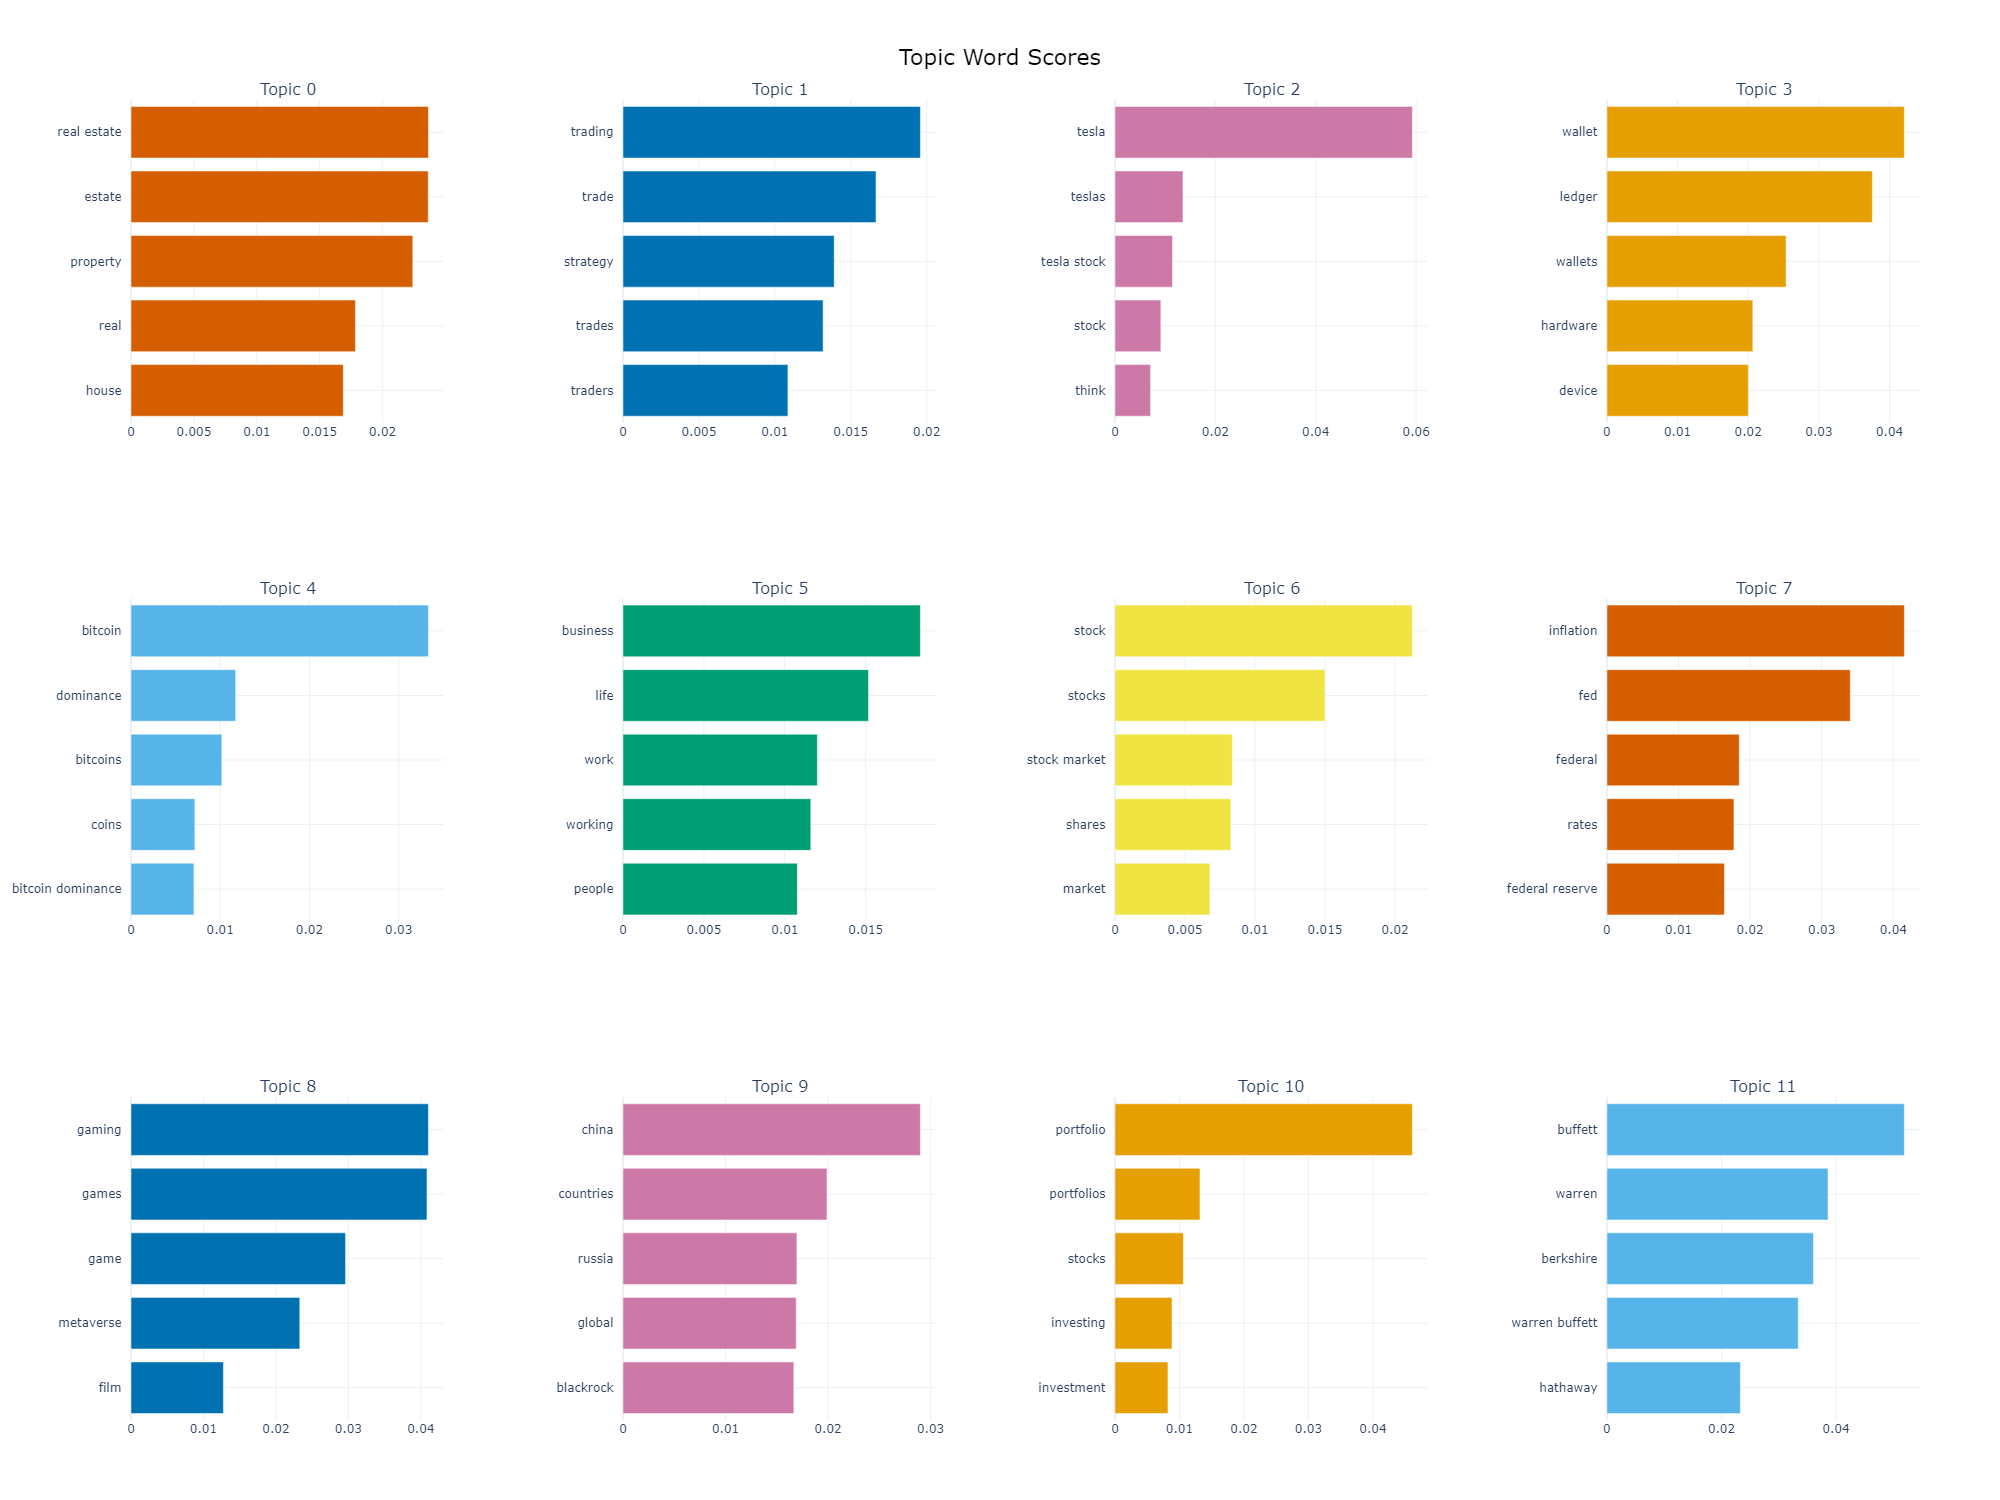 Topic Word Scores
Topic 0
real estate
estate
property
real
house
0 0.005 0.01 0.015 0.02
Topic 1
trading
trade
strategy
trades
traders
0 0.005 0.01 0.015 0.02
Topic 2
tesla
teslas
tesla stock
stock
think
0 0.02 0.04 0.06
Topic 3
wallet
ledger
wallets
hardware
device
0 0.01 0.02 0.03 0.04
Topic 4
bitcoin
dominance
bitcoins
coins
bitcoin dominance
0 0.01 0.02 0.03
Topic 5
business
life
work
working
people
0 0.005 0.01 0.015
Topic 6
stock
stocks
stock market
shares
market
0 0.005 0.01 0.015 0.02
Topic 7
inflation
fed
federal
rates
federal reserve
0 0.01 0.02 0.03 0.04
Topic 8
gaming
games
game
metaverse
film
0 0.01 0.02 0.03 0.04
Topic 9
china
countries
russia
global
blackrock
0 0.01 0.02 0.03
Topic 10
portfolio
portfolios
stocks
investing
investment
0 0.01 0.02 0.03 0.04
Topic 11
buffett
warren
berkshire
warren buffett
hathaway
0 0.02 0.04